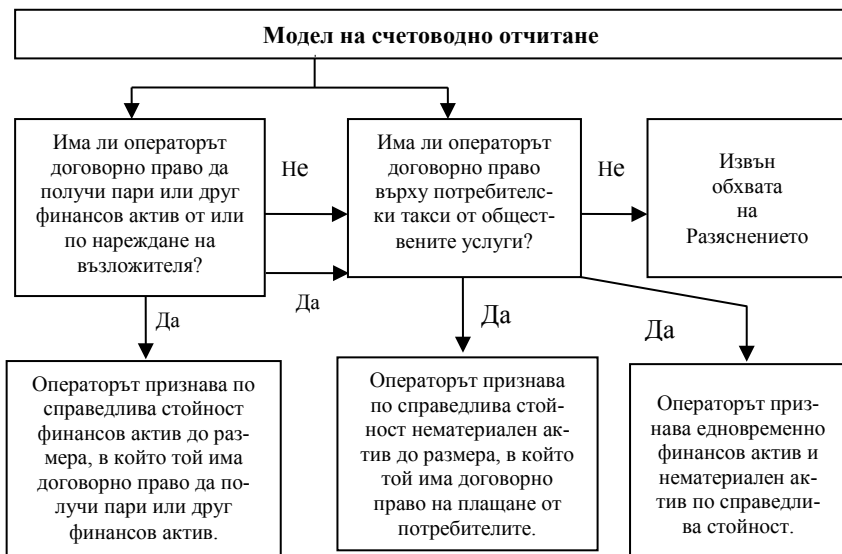 Модел на счетоводно отчитане
Има ли операторът
договорно право да
получи пари или друг
финансов актив от или
по нареждане на
възложителя?
Не
Да
Има ли операторът
договорно право
върху потребителс-
ки такси от общест-
вените услуги?
Не
Извън
обхвата
на
Разяснението
Да
Да
Да
Операторът признава по
справедлива стойност
финансов актив до раз-
мера, в който той има
договорно право да по-
лучи пари или друг
финансов актив.
Операторът признава
по справедлива стой-
ност нематериален ак-
тив до размера, в който
той има договорно
право на плащане от
потребителите.
Операторът приз-
нава едновременно
финансов актив и
нематериален ак-
тив по справедли-
ва стойност.